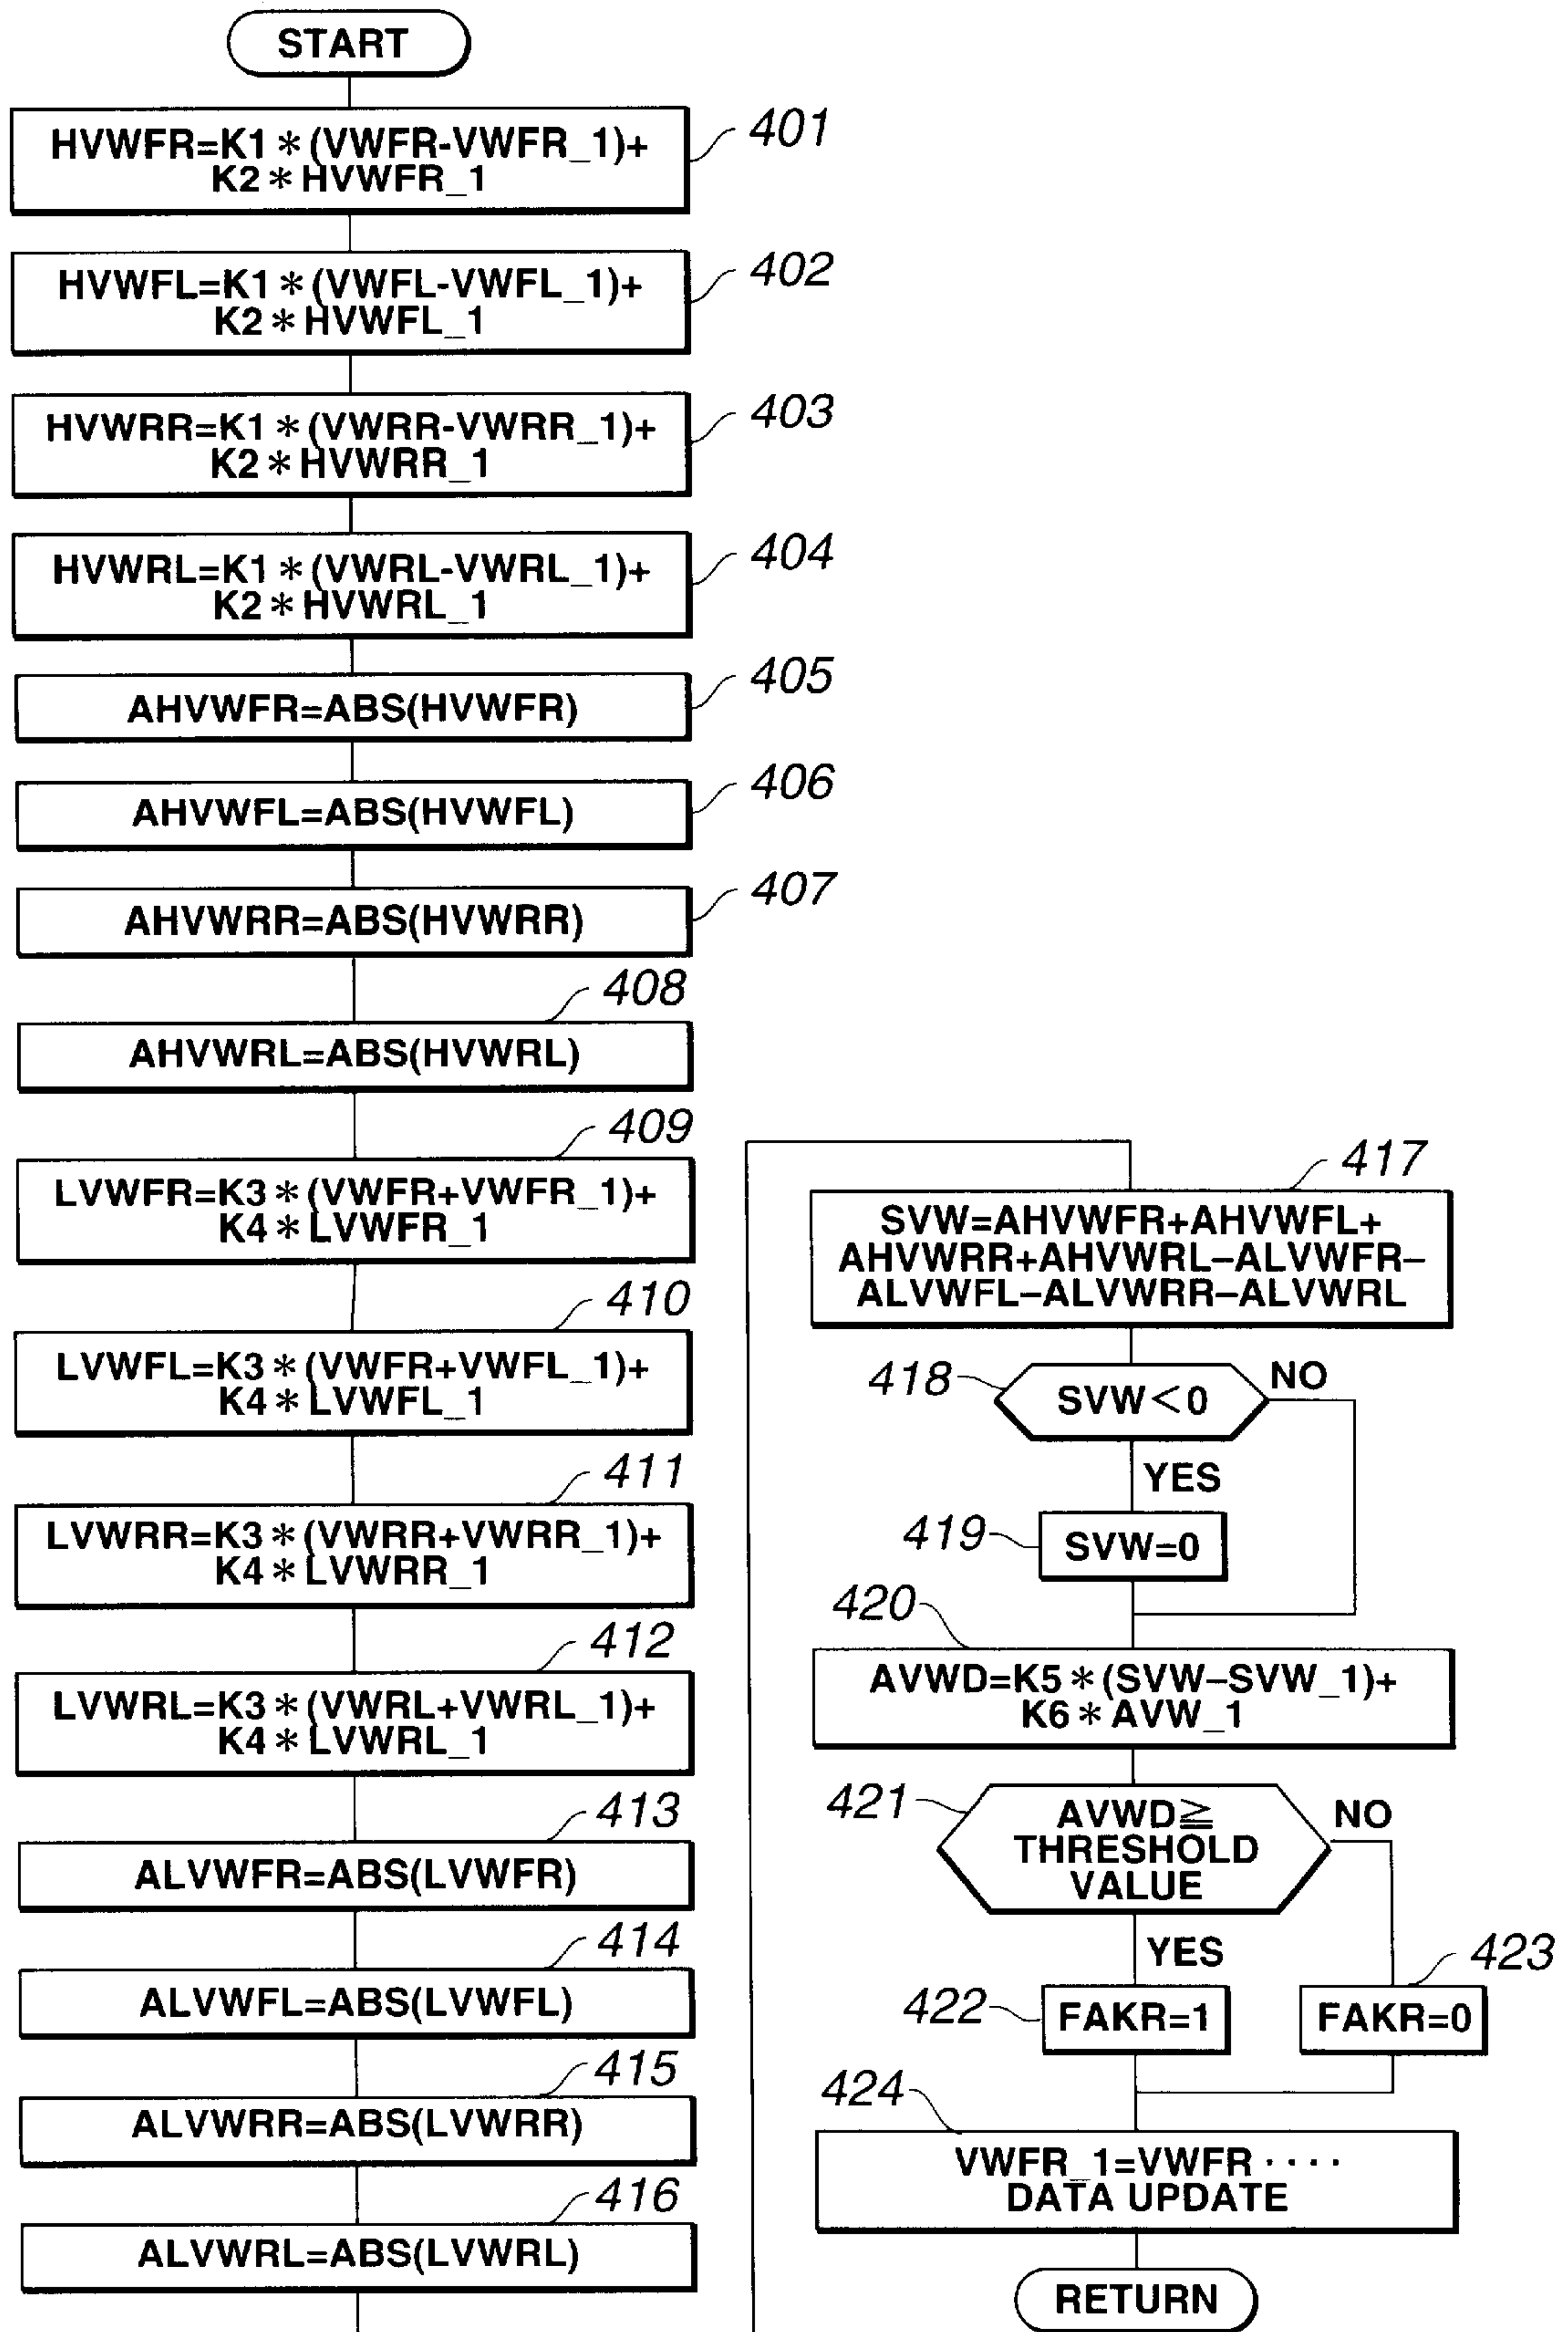 START
401
HVWFR=K1*(VWFR-VWFR_1)+
K2*HVWFR_1
402
HVWFL=K1*(VWFL-VWFL_1)+
K2*HVWFL_1
403
HVWRR=K1*(VWRR-VWRR_1)+
K2*HVWRR_1
404
HVWRL=K1*(VWRL-VWRL_1)+
K2*HVWRL_1
405
AHVWFR=ABS(HVWFR)
406
AHVWFL=ABS(HVWFL)
407
AHVWRR=ABS(HVWRR)
408
AHVWRL=ABS(HVWRL)
409
LVWFR=K3*(VWFR+VWFR_1)+
K4*LVWFR_1
410
LVWFL=K3*(VWFR+VWFL_1)+
K4*LVWFL_1
411
LVWRR=K3*(VWRR+VWRR_1)+
K4*LVWRR_1
412
LVWRL=K3*(VWRL+VWRL_1)+
K4*LVWRL_1
413
ALVWFR=ABS(LVWFR)
414
ALVWFL=ABS(LVWFL)
415
ALVWRR=ABS(LVWRR)
416
ALVWRL=ABS(LVWRL)
417
SVW=AHVWFR+AHVWFL+
AHVWRR+AHVWRL–ALVWFR–
ALVWFL–ALVWRR–ALVWRL
418
SVW<0
NO
YES
419
SVW=0
420
AVWD=K5*(SVW–SVW_1)+
K6*AVW_1
421
AVWD≧
THRESHOLD
VALUE
NO
YES
422
FAKR=1
423
FAKR=0
424
VWFR_1=VWFR ····
DATA UPDATE
RETURN